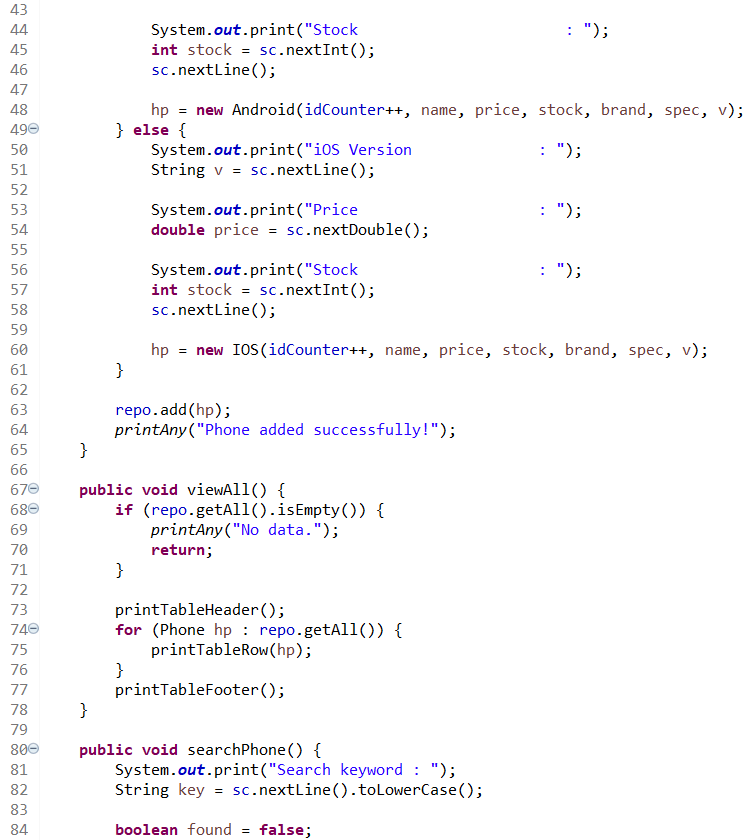 43
44             System.out.print("Stock                       : ");
45             int stock = sc.nextInt();
46             sc.nextLine();
47
48             hp = new Android(idCounter++, name, price, stock, brand, spec, v);
49         } else {
50             System.out.print("iOS Version              : ");
51             String v = sc.nextLine();
52
53             System.out.print("Price                    : ");
54             double price = sc.nextDouble();
55
56             System.out.print("Stock                    : ");
57             int stock = sc.nextInt();
58             sc.nextLine();
59
60             hp = new IOS(idCounter++, name, price, stock, brand, spec, v);
61         }
62
63         repo.add(hp);
64         printAny("Phone added successfully!");
65     }
66
67     public void viewAll() {
68         if (repo.getAll().isEmpty()) {
69             printAny("No data.");
70             return;
71         }
72
73         printTableHeader();
74         for (Phone hp : repo.getAll()) {
75             printTableRow(hp);
76         }
77         printTableFooter();
78     }
79
80     public void searchPhone() {
81         System.out.print("Search keyword : ");
82         String key = sc.nextLine().toLowerCase();
83
84         boolean found = false;